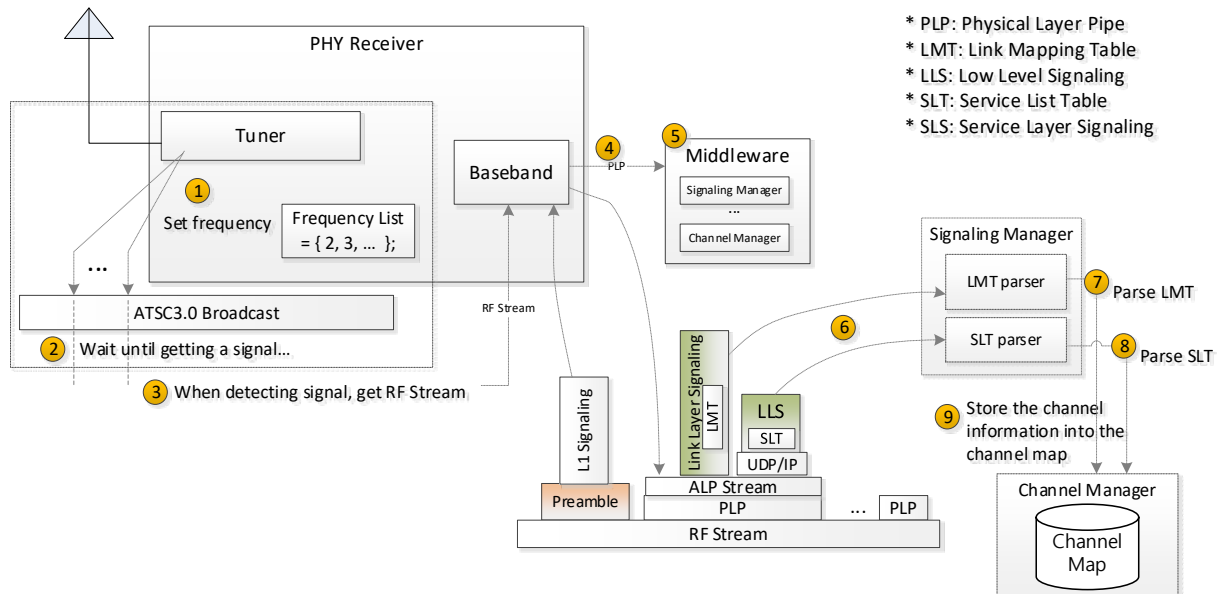 PHY Receiver
* PLP: Physical Layer Pipe
* LMT: Link Mapping Table
* LLS: Low Level Signaling
* SLT: Service List Table
* SLS: Service Layer Signaling
Tuner
1
Set frequency
Frequency List
= { 2, 3, ... };
...
ATSC3.0 Broadcast
2 Wait until getting a signal...
3 When detecting signal, get RF Stream
Baseband
4
PLP
5
Middleware
Signaling Manager
...
Channel Manager
RF Stream
L1 Signaling
Preamble
Link Layer Signaling
LMT
LLS
SLT
UDP/IP
ALP Stream
PLP
...
PLP
RF Stream
6
Signaling Manager
LMT parser
SLT parser
7
Parse LMT
8
Parse SLT
9 Store the channel
information into the
channel map
Channel Manager
Channel
Map